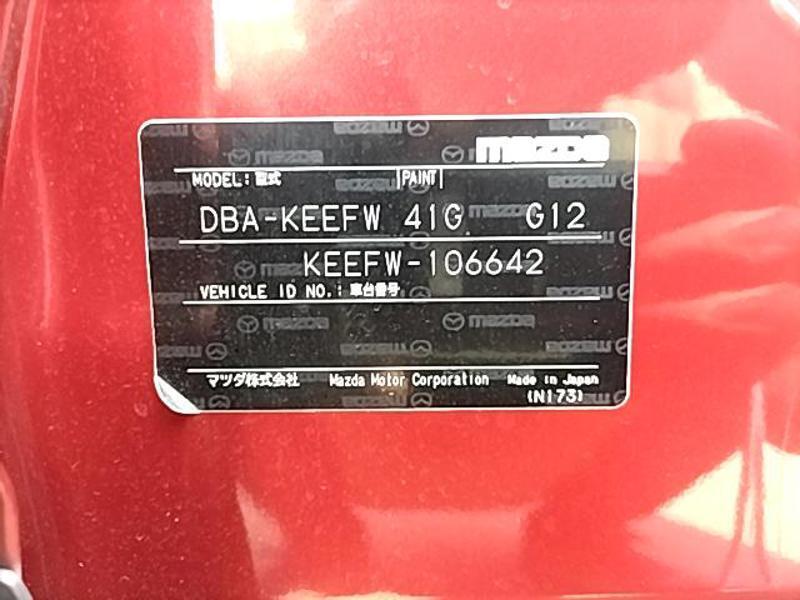 mazda
MODEL: 型式 PAINT
DBA-KEEFW 41G G12
KEEFW-106642
VEHICLE ID NO.: 車台番号
マツダ株式会社 Mazda Motor Corporation Made in Japan
(N173)